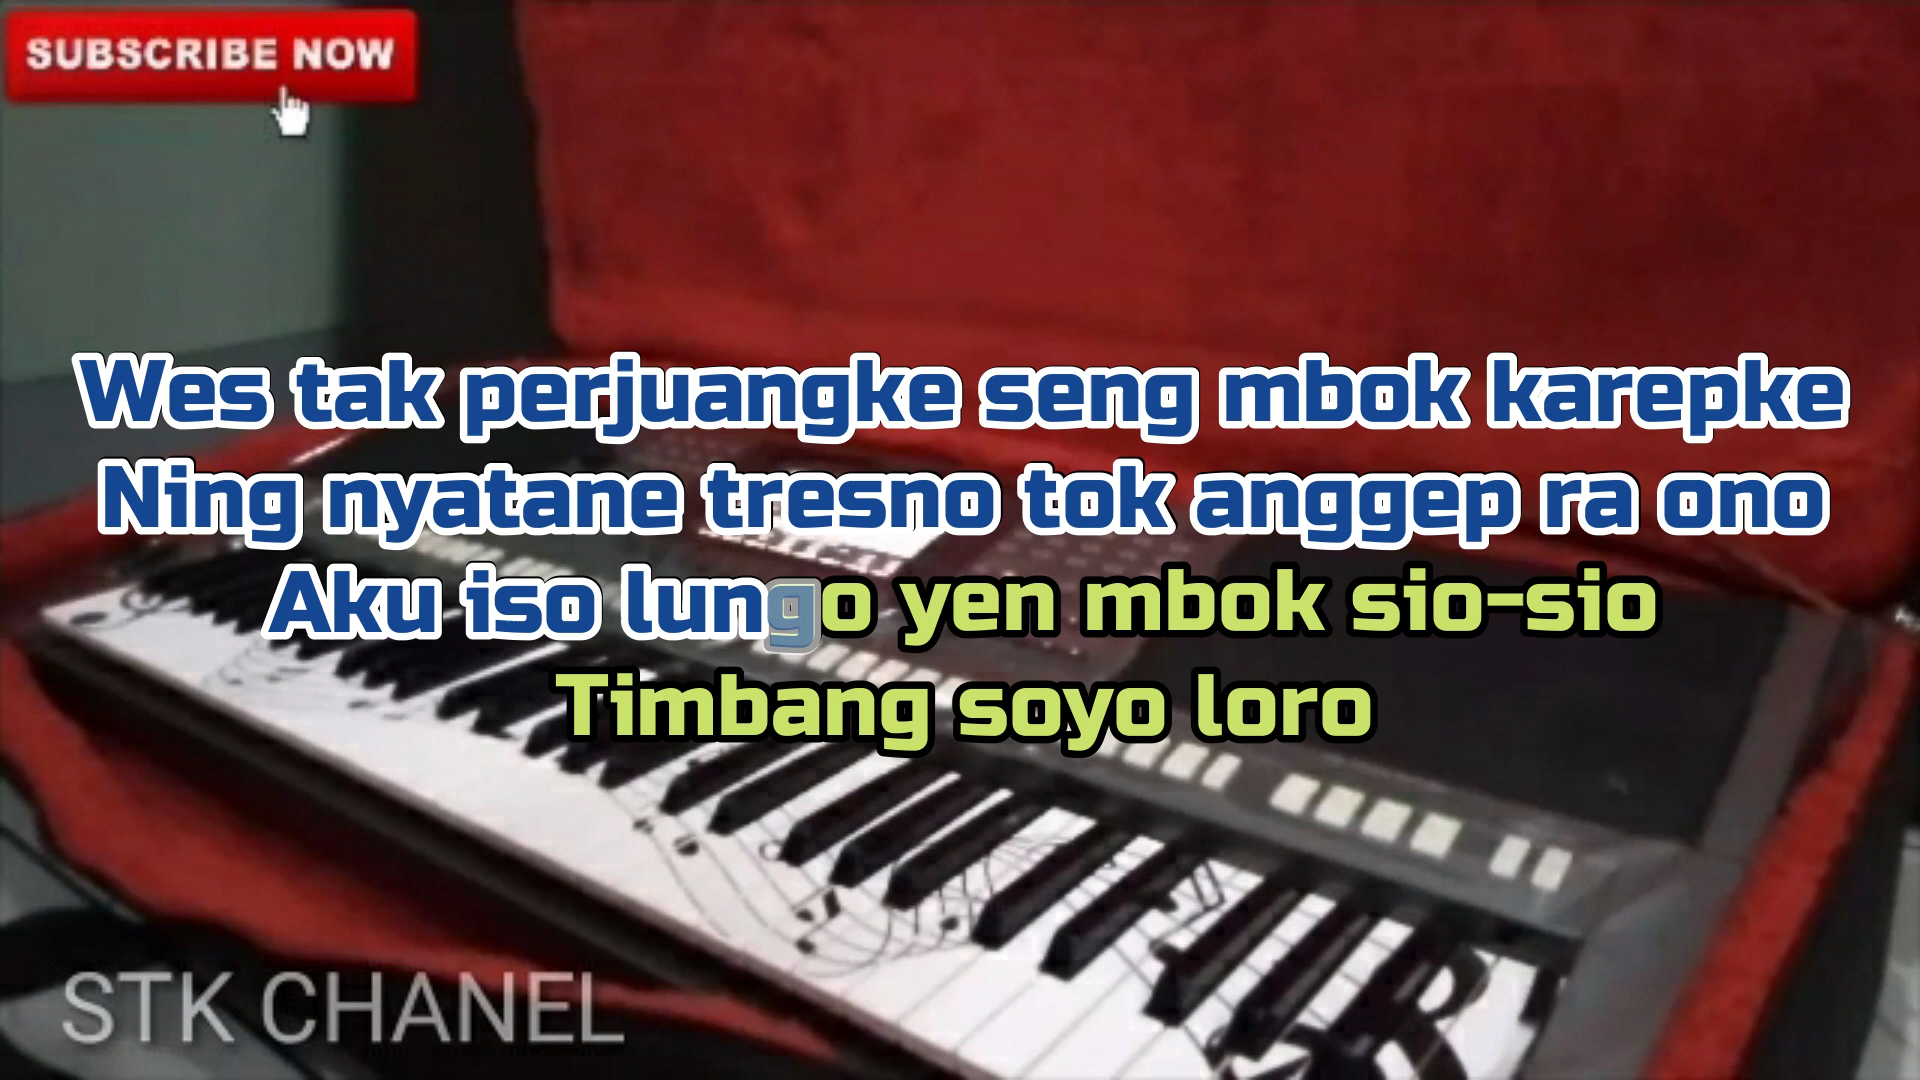 SUBSCRIBE NOW
Wes tak perjuangke seng mbok karepke
Ning nyatane tresno tok anggep ra ono
Aku iso lungo yen mbok sio-sio
Timbang soyo loro
STK CHANEL